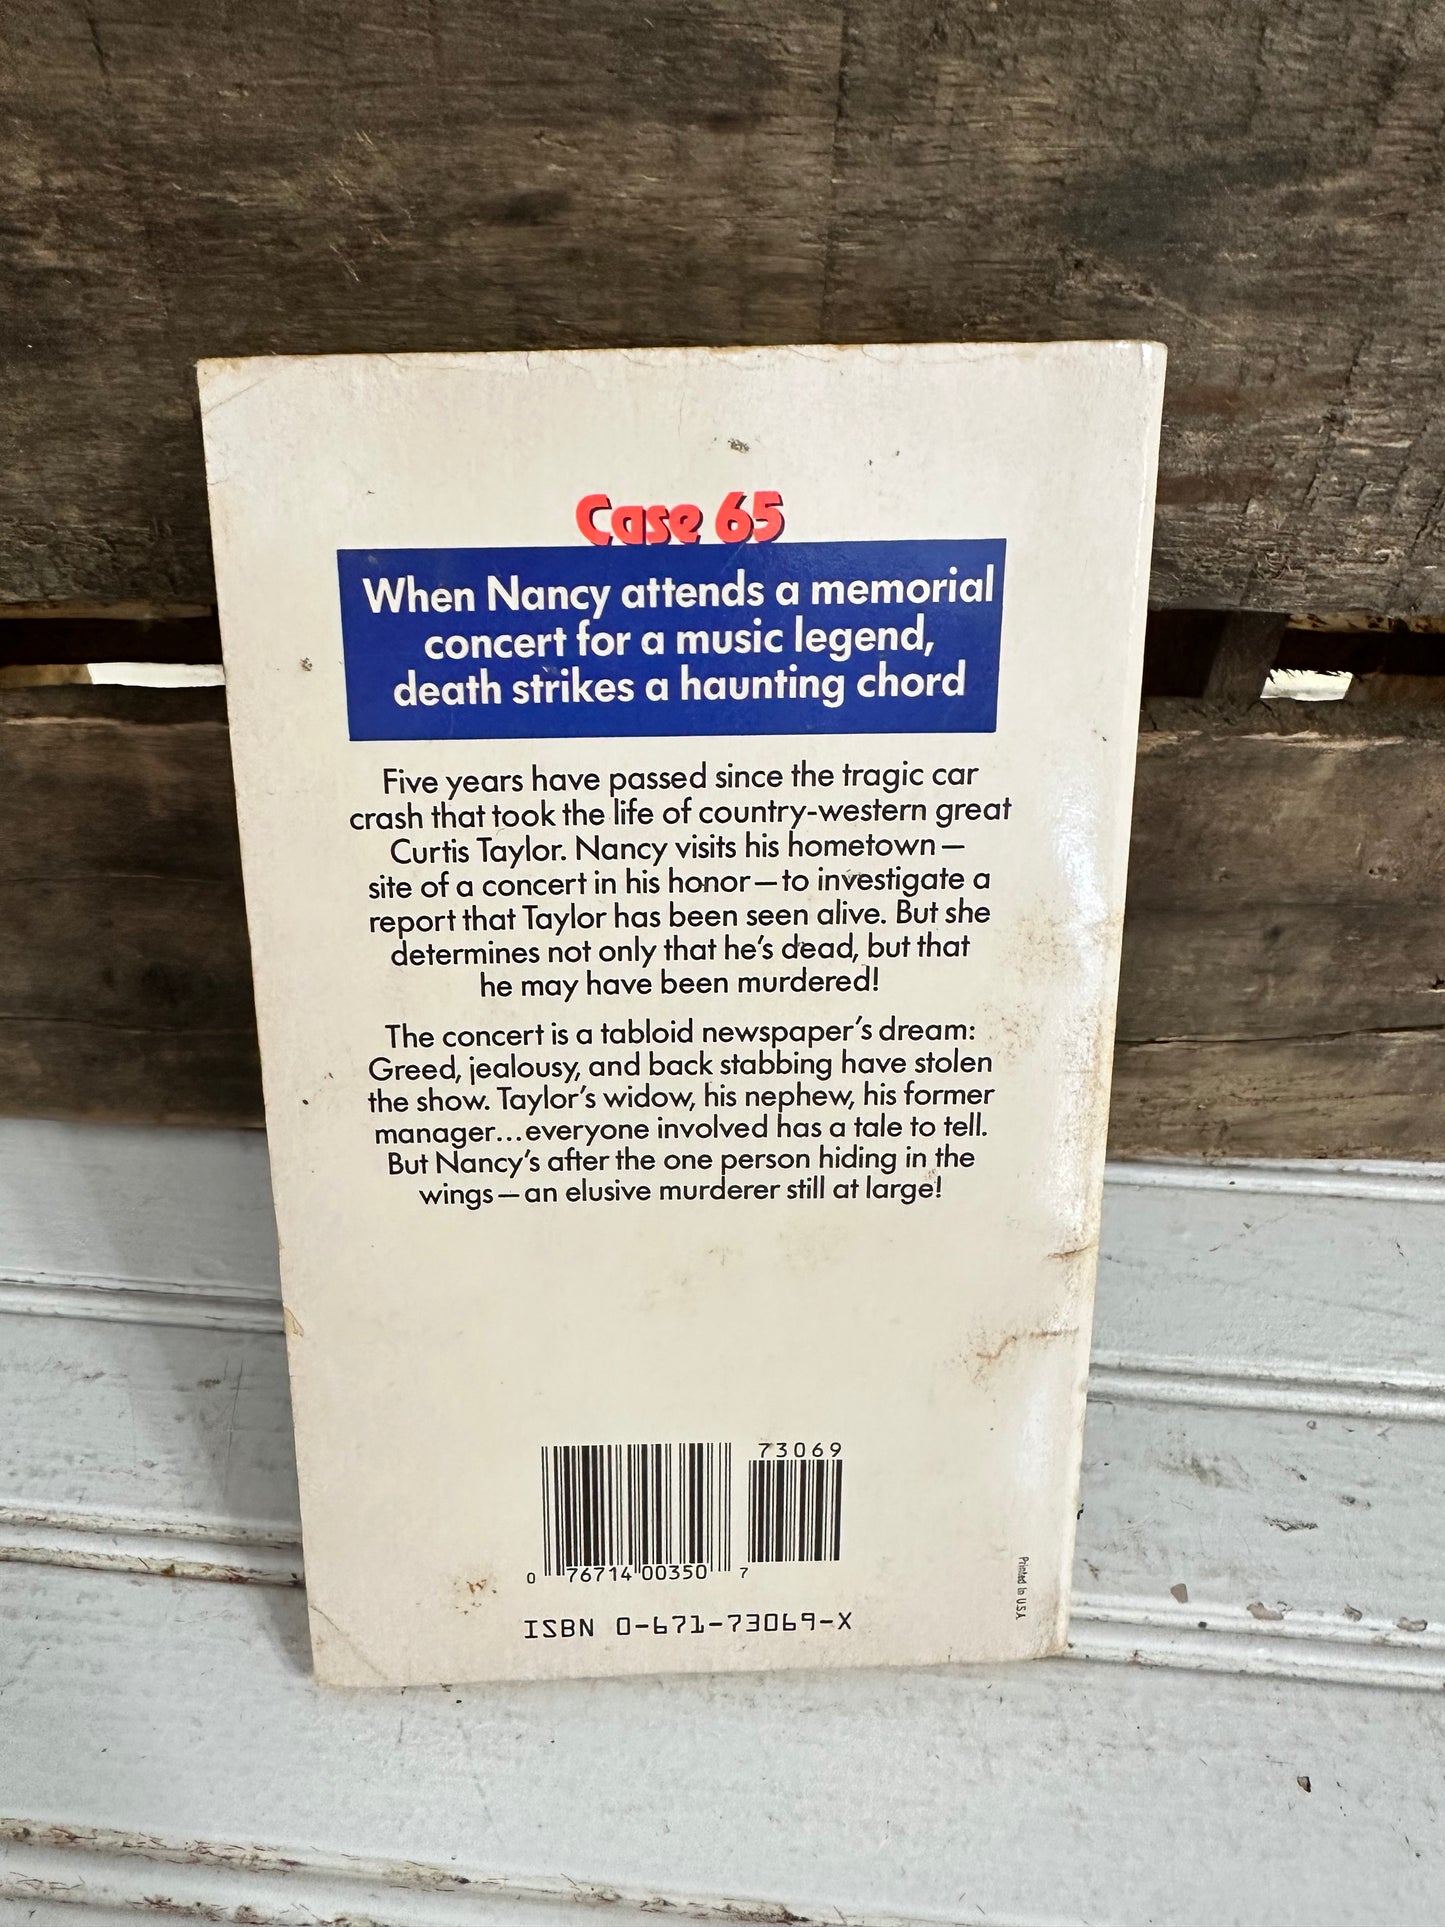 Case 65
When Nancy attends a memorial
concert for a music legend,
death strikes a haunting chord
Five years have passed since the tragic car
crash that took the life of country-western great
Curtis Taylor. Nancy visits his hometown—
site of a concert in his honor—to investigate a
report that Taylor has been seen alive. But she
determines not only that he's dead, but that
he may have been murdered!
The concert is a tabloid newspaper's dream:
Greed, jealousy, and back stabbing have stolen
the show. Taylor's widow, his nephew, his former
manager...everyone involved has a tale to tell.
But Nancy's after the one person hiding in the
wings—an elusive murderer still at large!
73069
0 76714 00350 7
ISBN 0-671-73069-X
Printed in U.S.A.